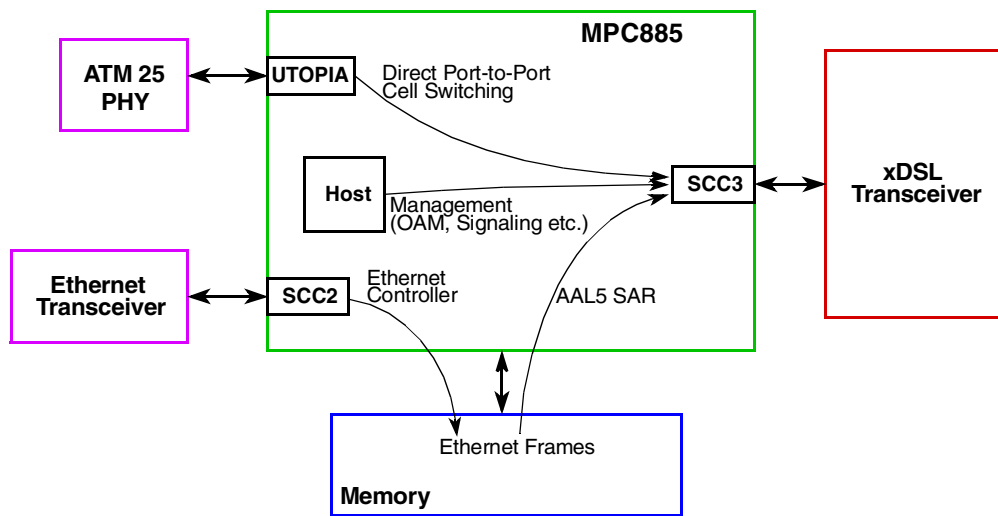 MPC885
ATM 25
PHY
UTOPIA
Direct Port-to-Port
Cell Switching
Host
Management
(OAM, Signaling etc.)
SCC3
xDSL
Transceiver
Ethernet
Transceiver
SCC2
Ethernet
Controller
AAL5 SAR
Ethernet Frames
Memory